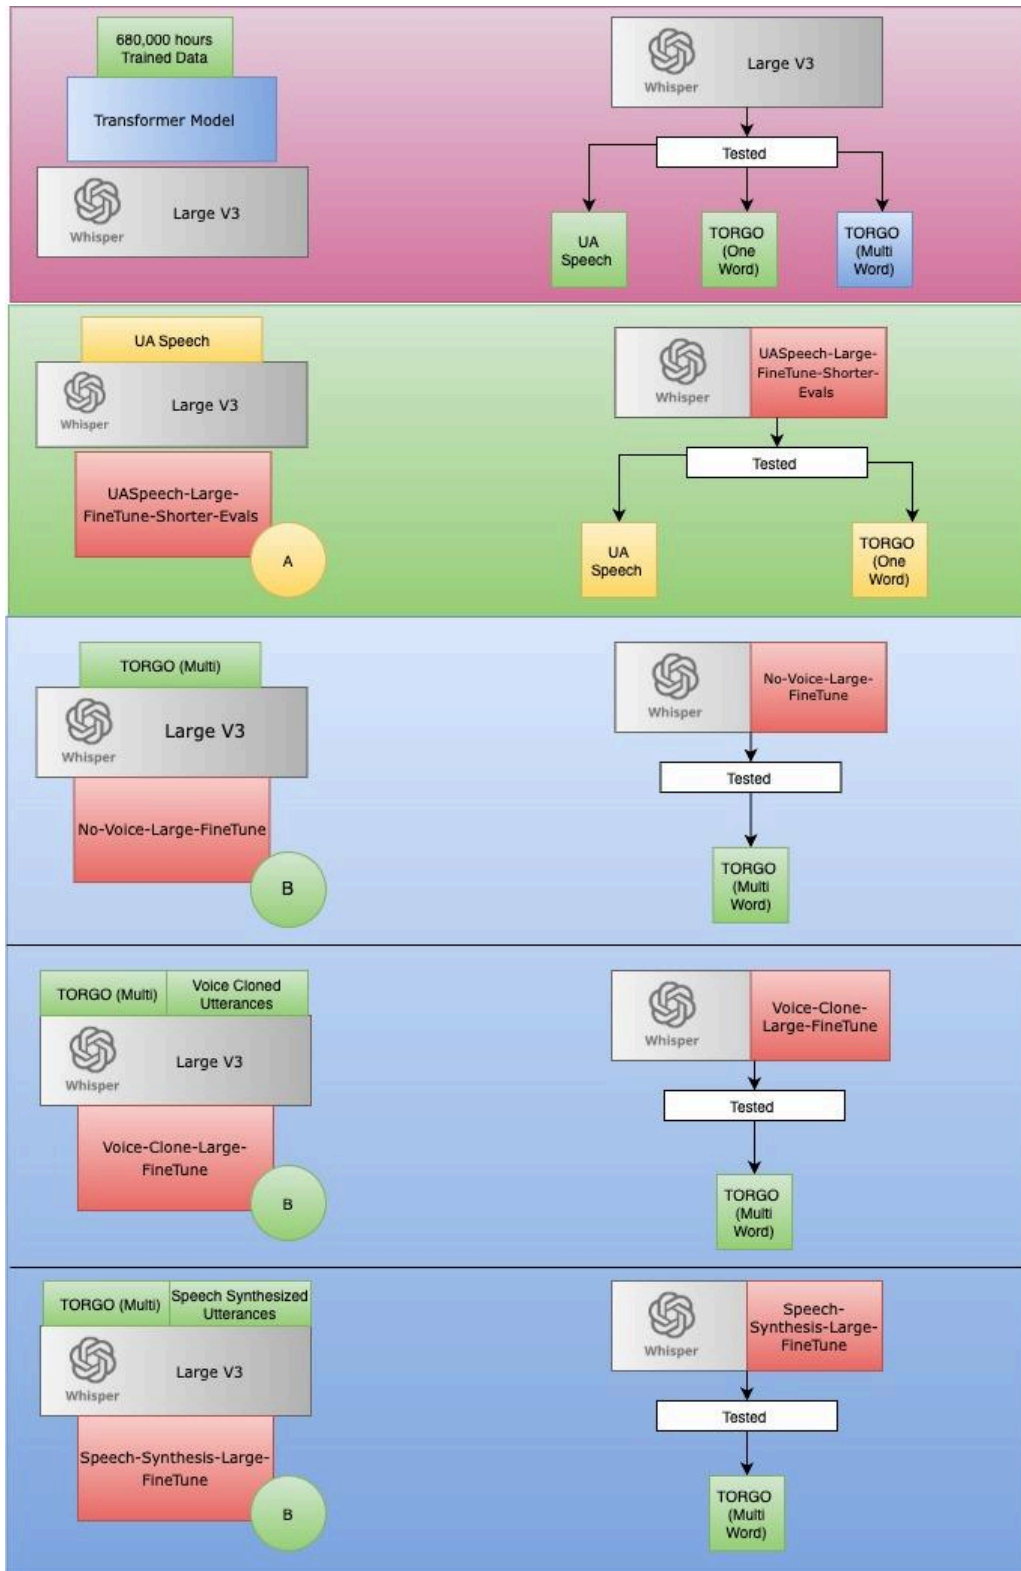 680,000 hours
Trained Data
Transformer Model
Whisper
Large V3
Whisper
Large V3
Tested
UA
Speech
TORGO
(One
Word)
TORGO
(Multi
Word)
UA Speech
Whisper
Large V3
UASpeech-Large-
FineTune-Shorter-Evals
A
Whisper
UASpeech-Large-
FineTune-Shorter-
Evals
Tested
UA
Speech
TORGO
(One
Word)
TORGO (Multi)
Whisper
Large V3
No-Voice-Large-FineTune
B
Whisper
No-Voice-Large-
FineTune
Tested
TORGO
(Multi
Word)
TORGO (Multi)
Voice Cloned
Utterances
Whisper
Large V3
Voice-Clone-Large-
FineTune
B
Whisper
Voice-Clone-
Large-FineTune
Tested
TORGO
(Multi
Word)
TORGO (Multi)
Speech Synthesized
Utterances
Whisper
Large V3
Speech-Synthesis-Large-
FineTune
B
Whisper
Speech-
Synthesis-Large-
FineTune
Tested
TORGO
(Multi
Word)